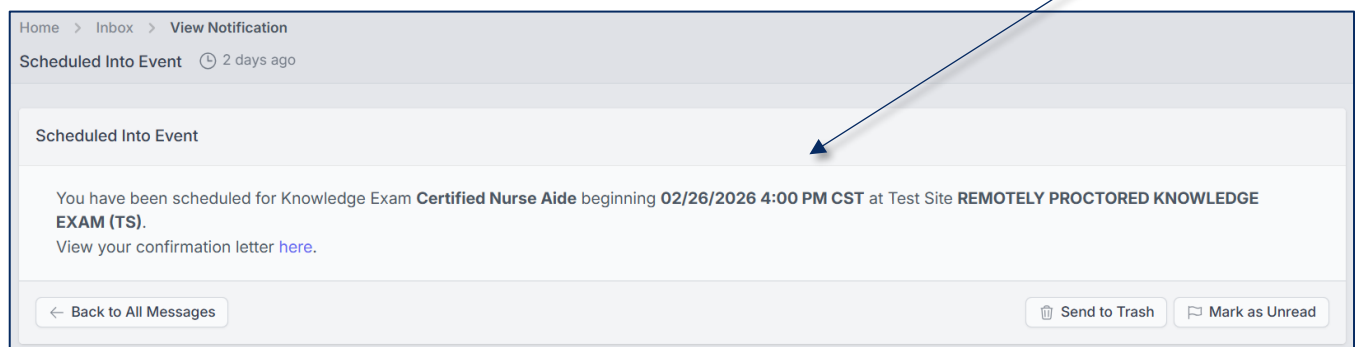 Home > Inbox > View Notification
Scheduled Into Event 2 days ago
Scheduled Into Event
You have been scheduled for Knowledge Exam Certified Nurse Aide beginning 02/26/2026 4:00 PM CST at Test Site REMOTELY PROCTORED KNOWLEDGE
EXAM (TS).
View your confirmation letter here.
← Back to All Messages Send to Trash Mark as Unread